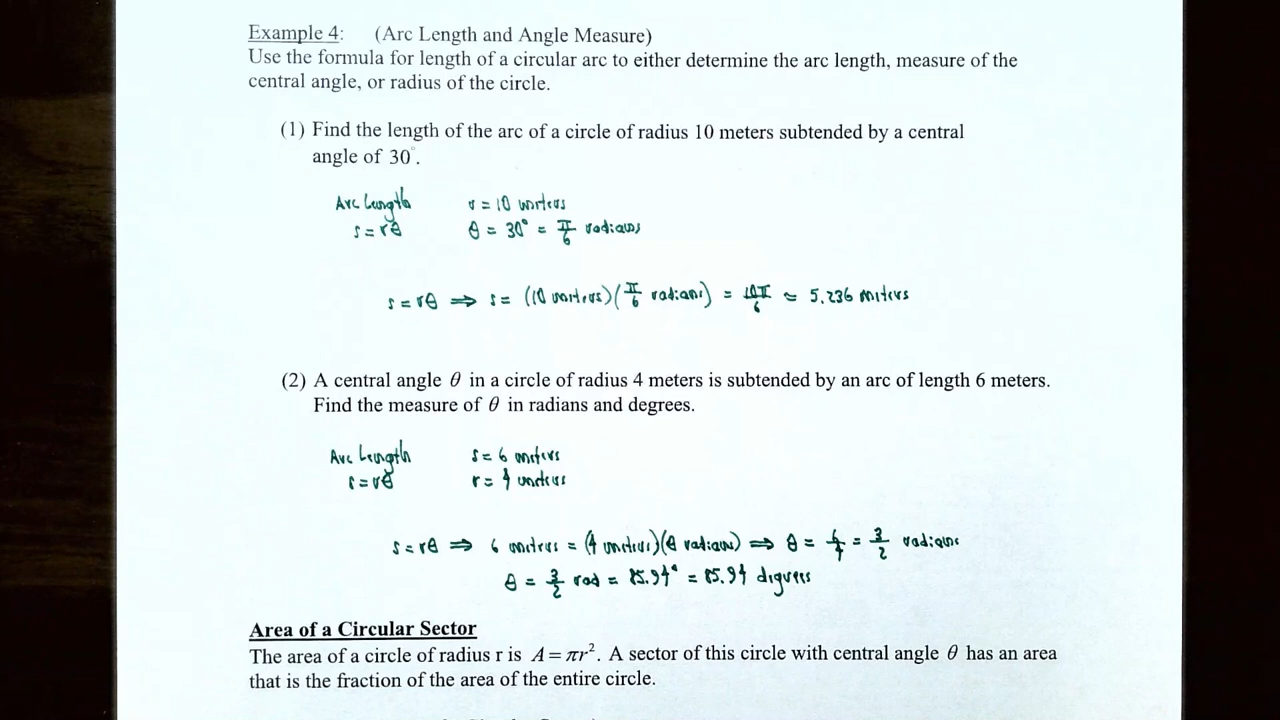 Example 4: (Arc Length and Angle Measure)
Use the formula for length of a circular arc to either determine the arc length, measure of the
central angle, or radius of the circle.
(1) Find the length of the arc of a circle of radius 10 meters subtended by a central
angle of 30°.
Arc Length r = 10 meters
s = rθ θ = 30° = π/6 radians
s = rθ ⟹ s = (10 meters)(π/6 radians) = 10π/6 ≈ 5.236 meters
(2) A central angle θ in a circle of radius 4 meters is subtended by an arc of length 6 meters.
Find the measure of θ in radians and degrees.
Arc Length s = 6 meters
s = rθ r = 4 meters
s = rθ ⟹ 6 meters = (4 meters)(θ radians) ⟹ θ = 6/4 = 3/2 radians
θ = 3/2 rad = 85.94° = 85.94 degrees
Area of a Circular Sector
The area of a circle of radius r is A = πr². A sector of this circle with central angle θ has an area
that is the fraction of the area of the entire circle.